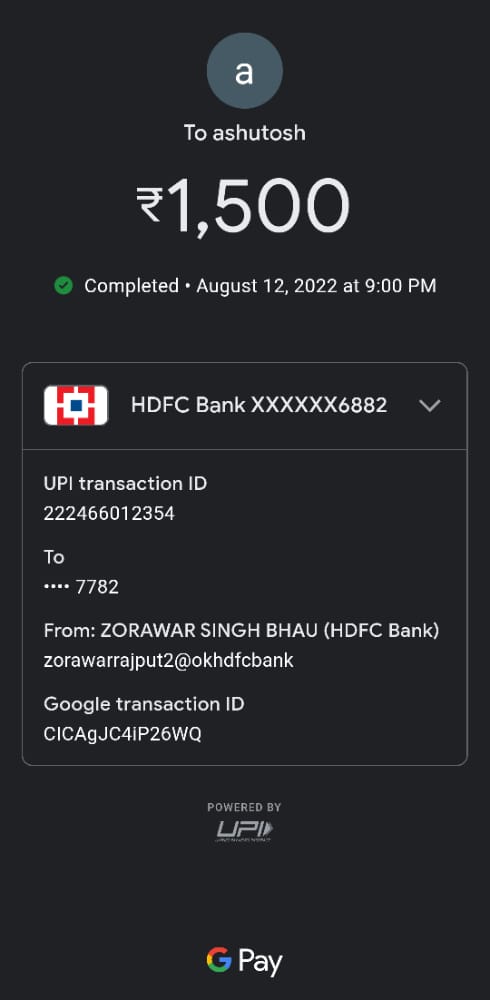 a
To ashutosh
₹1,500
Completed • August 12, 2022 at 9:00 PM
HDFC Bank XXXXXX6882
UPI transaction ID
222466012354
To
•••• 7782
From: ZORAWAR SINGH BHAU (HDFC Bank)
zorawarrajput2@okhdfcbank
Google transaction ID
CICAgJC4iP26WQ
POWERED BY
UPI
G Pay